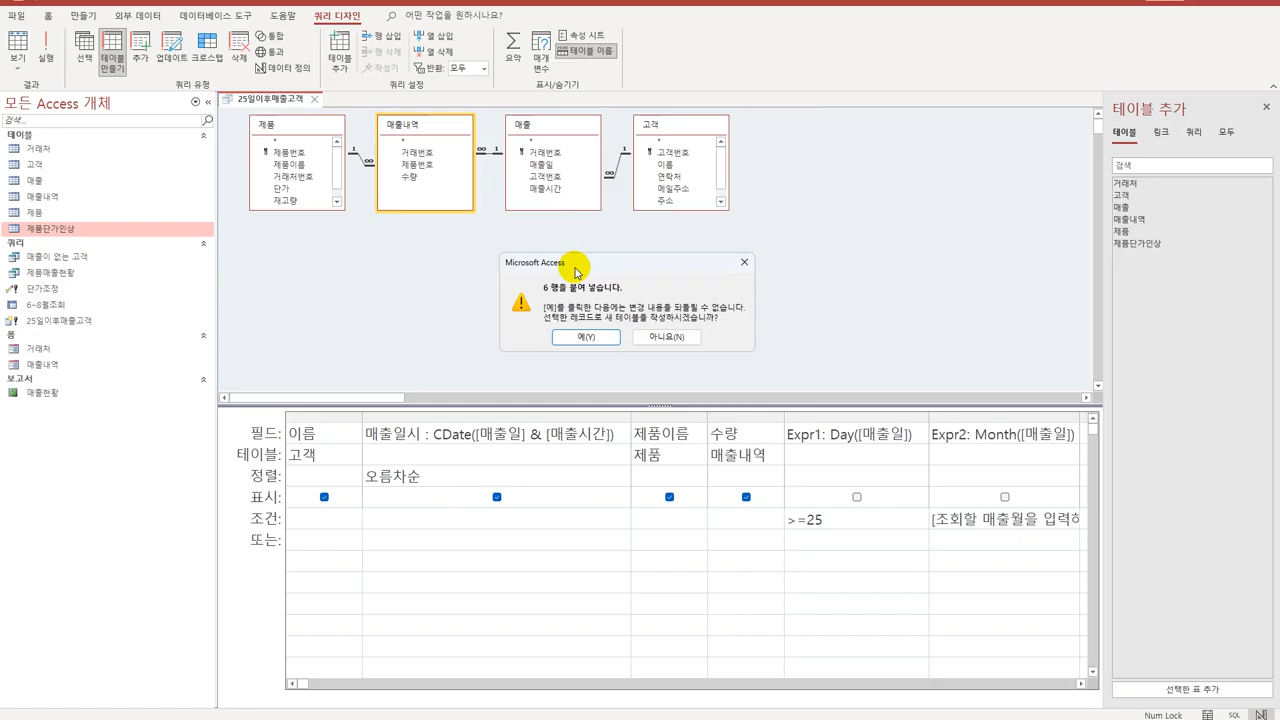 파일 홈 만들기 외부 데이터 데이터베이스 도구 도움말 쿼리 디자인 어떤 작업을 원하시나요?
보기 실행 선택 테이블 만들기 추가 업데이트 크로스탭 삭제 통합 통과 데이터 정의 테이블 추가 행 삽입 행 삭제 작성기 열 삽입 열 삭제 반환: 모두 요약 매개 변수 속성 시트 테이블 이름
결과 쿼리 유형 쿼리 설정 표시/숨기기
모든 Access 개체
검색...
테이블
거래처
고객
매출
매출내역
제품
제품단가인상
쿼리
매출이 없는 고객
제품매출현황
단가조정
6~8월조회
25일이후매출고객
폼
거래처
매출내역
보고서
매출현황
25일이후매출고객
제품
*
제품번호
제품이름
거래처번호
단가
재고량
매출내역
*
거래번호
제품번호
수량
매출
*
거래번호
매출일
고객번호
매출시간
고객
*
고객번호
이름
연락처
메일주소
주소
1 ∞ ∞ 1 ∞ 1
Microsoft Access
6 행을 붙여 넣습니다.
[예]를 클릭한 다음에는 변경 내용을 되돌릴 수 없습니다.
선택한 레코드로 새 테이블을 작성하시겠습니까?
예(Y) 아니요(N)
필드: 이름 매출일시 : CDate([매출일] & [매출시간]) 제품이름 수량 Expr1: Day([매출일]) Expr2: Month([매출일])
테이블: 고객 제품 매출내역
정렬: 오름차순
표시:
조건: >=25 [조회할 매출월을 입력하
또는:
테이블 추가
테이블 링크 쿼리 모두
검색
거래처
고객
매출
매출내역
제품
제품단가인상
선택한 표 추가
Num Lock SQL